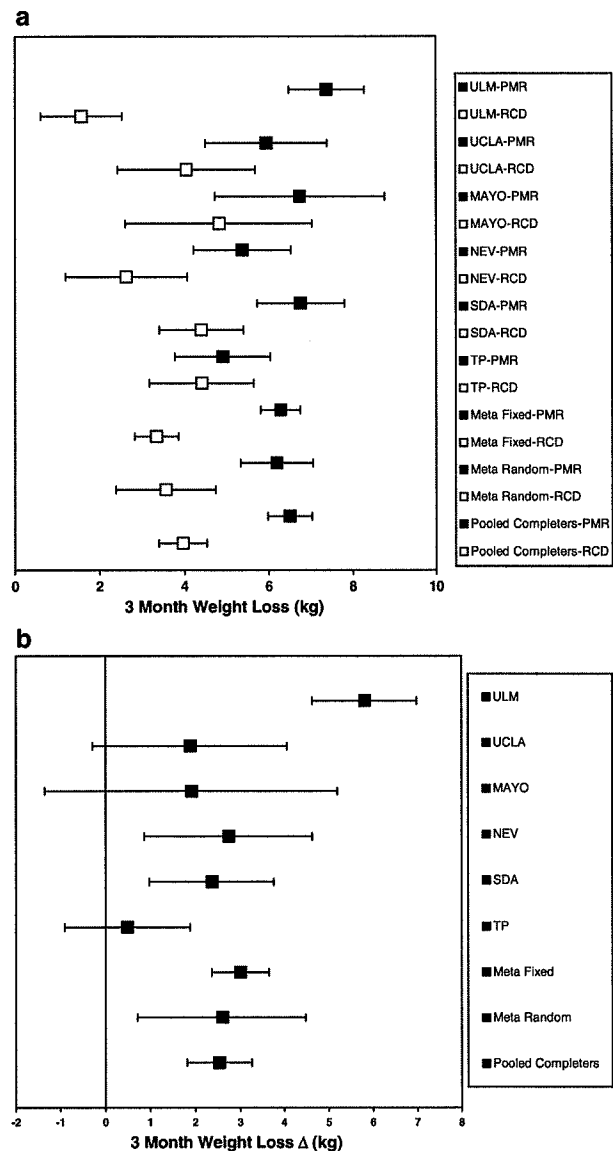 a
ULM-PMR
ULM-RCD
UCLA-PMR
UCLA-RCD
MAYO-PMR
MAYO-RCD
NEV-PMR
NEV-RCD
SDA-PMR
SDA-RCD
TP-PMR
TP-RCD
Meta Fixed-PMR
Meta Fixed-RCD
Meta Random-PMR
Meta Random-RCD
Pooled Completers-PMR
Pooled Completers-RCD
0 2 4 6 8 10
3 Month Weight Loss (kg)
b
ULM
UCLA
MAYO
NEV
SDA
TP
Meta Fixed
Meta Random
Pooled Completers
-2 -1 0 1 2 3 4 5 6 7 8
3 Month Weight Loss Δ (kg)